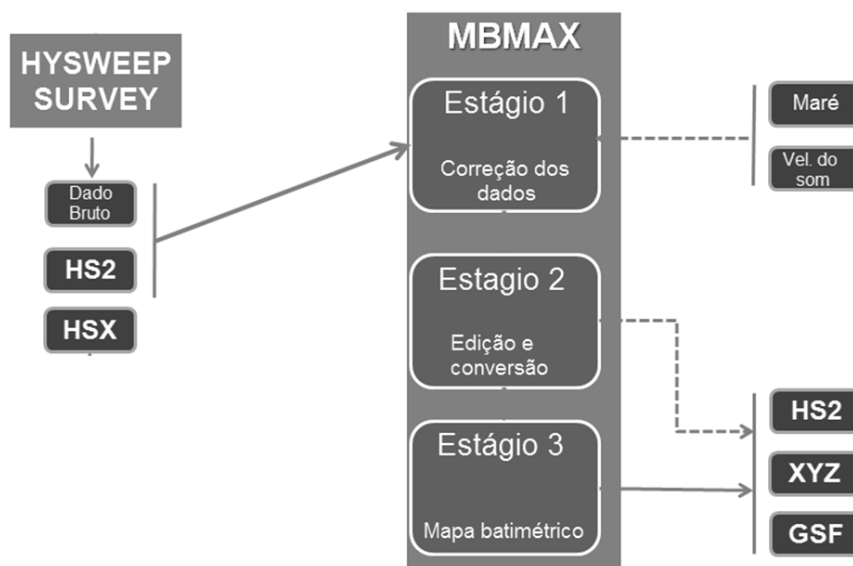 HYSWEEP
SURVEY
Dado
Bruto
HS2
HSX
MBMAX
Estágio 1
Correção dos
dados
Estagio 2
Edição e
conversão
Estágio 3
Mapa batimétrico
Maré
Vel. do
som
HS2
XYZ
GSF